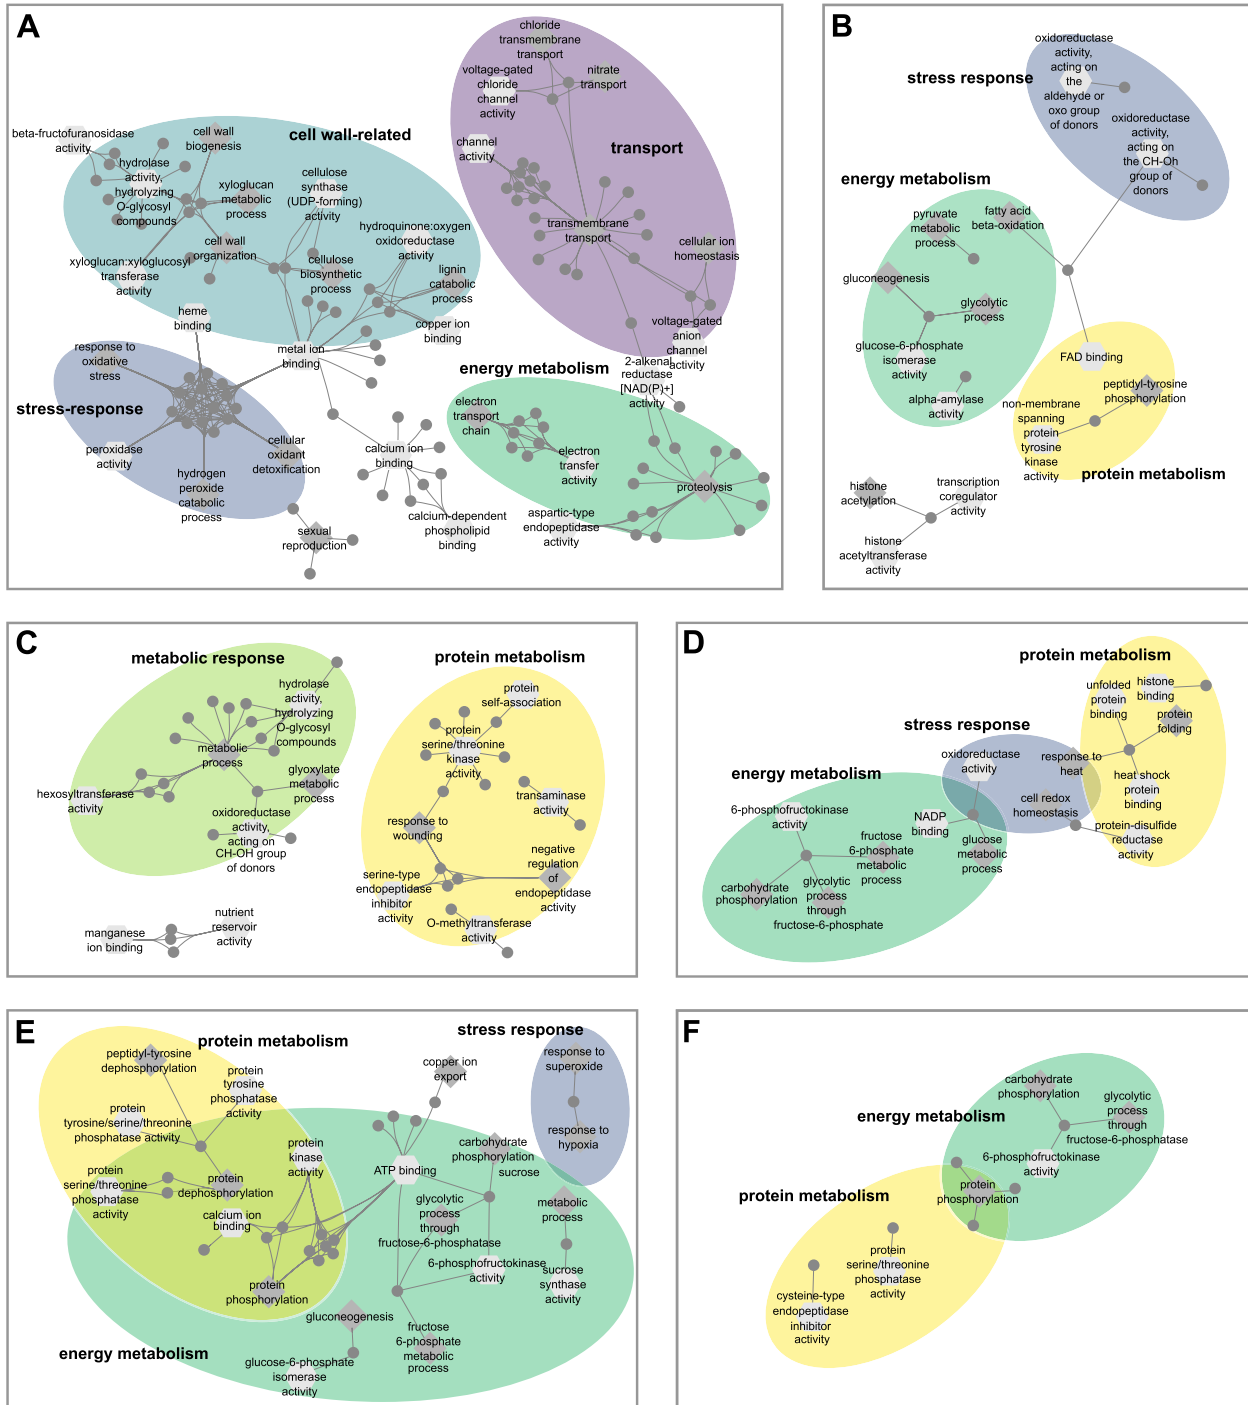 A
chloride
transmembrane
transport
voltage-gated
chloride
channel
activity
nitrate
transport
channel
activity
transport
transmembrane
transport
cellular ion
homeostasis
voltage-gated
anion
channel
activity
beta-fructofuranosidase
activity
cell wall
biogenesis
cell wall-related
hydrolase
activity,
hydrolyzing
O-glycosyl
compounds
xyloglucan
metabolic
process
cellulose
synthase
(UDP-forming)
activity
hydroquinone:oxygen
oxidoreductase
activity
cell wall
organization
xyloglucan:xyloglucosyl
transferase
activity
cellulose
biosynthetic
process
lignin
catabolic
process
copper ion
binding
heme
binding
metal ion
binding
response to
oxidative
stress
stress-response
peroxidase
activity
hydrogen
peroxide
catabolic
process
cellular
oxidant
detoxification
sexual
reproduction
calcium ion
binding
calcium-dependent
phospholipid
binding
energy metabolism
2-alkenal
reductase
[NAD(P)+]
activity
electron
transport
chain
electron
transfer
activity
proteolysis
aspartic-type
endopeptidase
activity
B
oxidoreductase
activity,
acting on
the
aldehyde or
oxo group
of donors
stress response
oxidoreductase
activity,
acting on
the CH-Oh
group of
donors
energy metabolism
pyruvate
metabolic
process
fatty acid
beta-oxidation
gluconeogenesis
glycolytic
process
glucose-6-phosphate
isomerase
activity
alpha-amylase
activity
FAD binding
peptidyl-tyrosine
phosphorylation
non-membrane
spanning
protein
tyrosine
kinase
activity
protein metabolism
histone
acetylation
transcription
coregulator
activity
histone
acetyltransferase
activity
C
metabolic response
hydrolase
activity,
hydrolyzing
O-glycosyl
compounds
metabolic
process
glyoxylate
metabolic
process
hexosyltransferase
activity
oxidoreductase
activity,
acting on
CH-OH group
of donors
manganese
ion binding
nutrient
reservoir
activity
protein metabolism
protein
self-association
protein
serine/threonine
kinase
activity
transaminase
activity
response to
wounding
negative
regulation
of
endopeptidase
activity
serine-type
endopeptidase
inhibitor
activity
O-methyltransferase
activity
D
protein metabolism
unfolded
protein
binding
histone
binding
protein
folding
stress response
oxidoreductase
activity
response to
heat
heat shock
protein
binding
cell redox
homeostasis
protein-disulfide
reductase
activity
energy metabolism
6-phosphofructokinase
activity
NADP
binding
fructose
6-phosphate
metabolic
process
glucose
metabolic
process
carbohydrate
phosphorylation
glycolytic
process
through
fructose-6-phosphate
E
protein metabolism
peptidyl-tyrosine
dephosphorylation
protein
tyrosine
phosphatase
activity
protein
tyrosine/serine/threonine
phosphatase activity
protein
kinase
activity
protein
serine/threonine
phosphatase
activity
protein
dephosphorylation
calcium ion
binding
protein
phosphorylation
copper ion
export
stress response
response to
superoxide
response to
hypoxia
ATP binding
carbohydrate
phosphorylation
sucrose
metabolic
process
glycolytic
process
through
fructose-6-phosphatase
6-phosphofructokinase
activity
sucrose
synthase
activity
gluconeogenesis
fructose
6-phosphate
metabolic
process
glucose-6-phosphate
isomerase
activity
energy metabolism
F
energy metabolism
carbohydrate
phosphorylation
glycolytic
process
through
fructose-6-phosphatase
6-phosphofructokinase
activity
protein
phosphorylation
protein metabolism
protein
serine/threonine
phosphatase
activity
cysteine-type
endopeptidase
inhibitor
activity